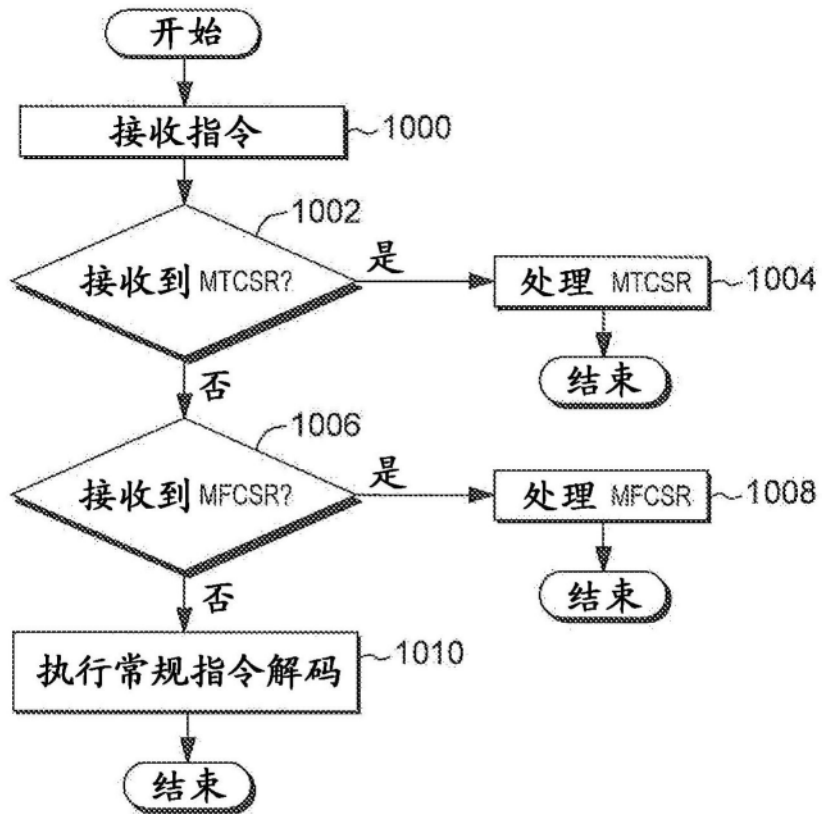 开始
接收指令
1000
1002
接收到 MTCSR?
是
处理 MTCSR
1004
结束
否
1006
接收到 MFCSR?
是
处理 MFCSR
1008
结束
否
执行常规指令解码
1010
结束